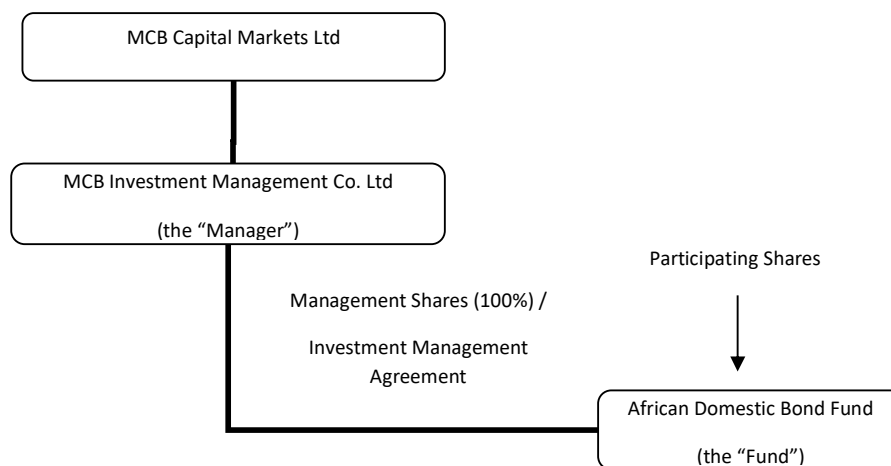 MCB Capital Markets Ltd
MCB Investment Management Co. Ltd
(the “Manager”)
Participating Shares
Management Shares (100%) /
Investment Management
Agreement
African Domestic Bond Fund
(the “Fund”)